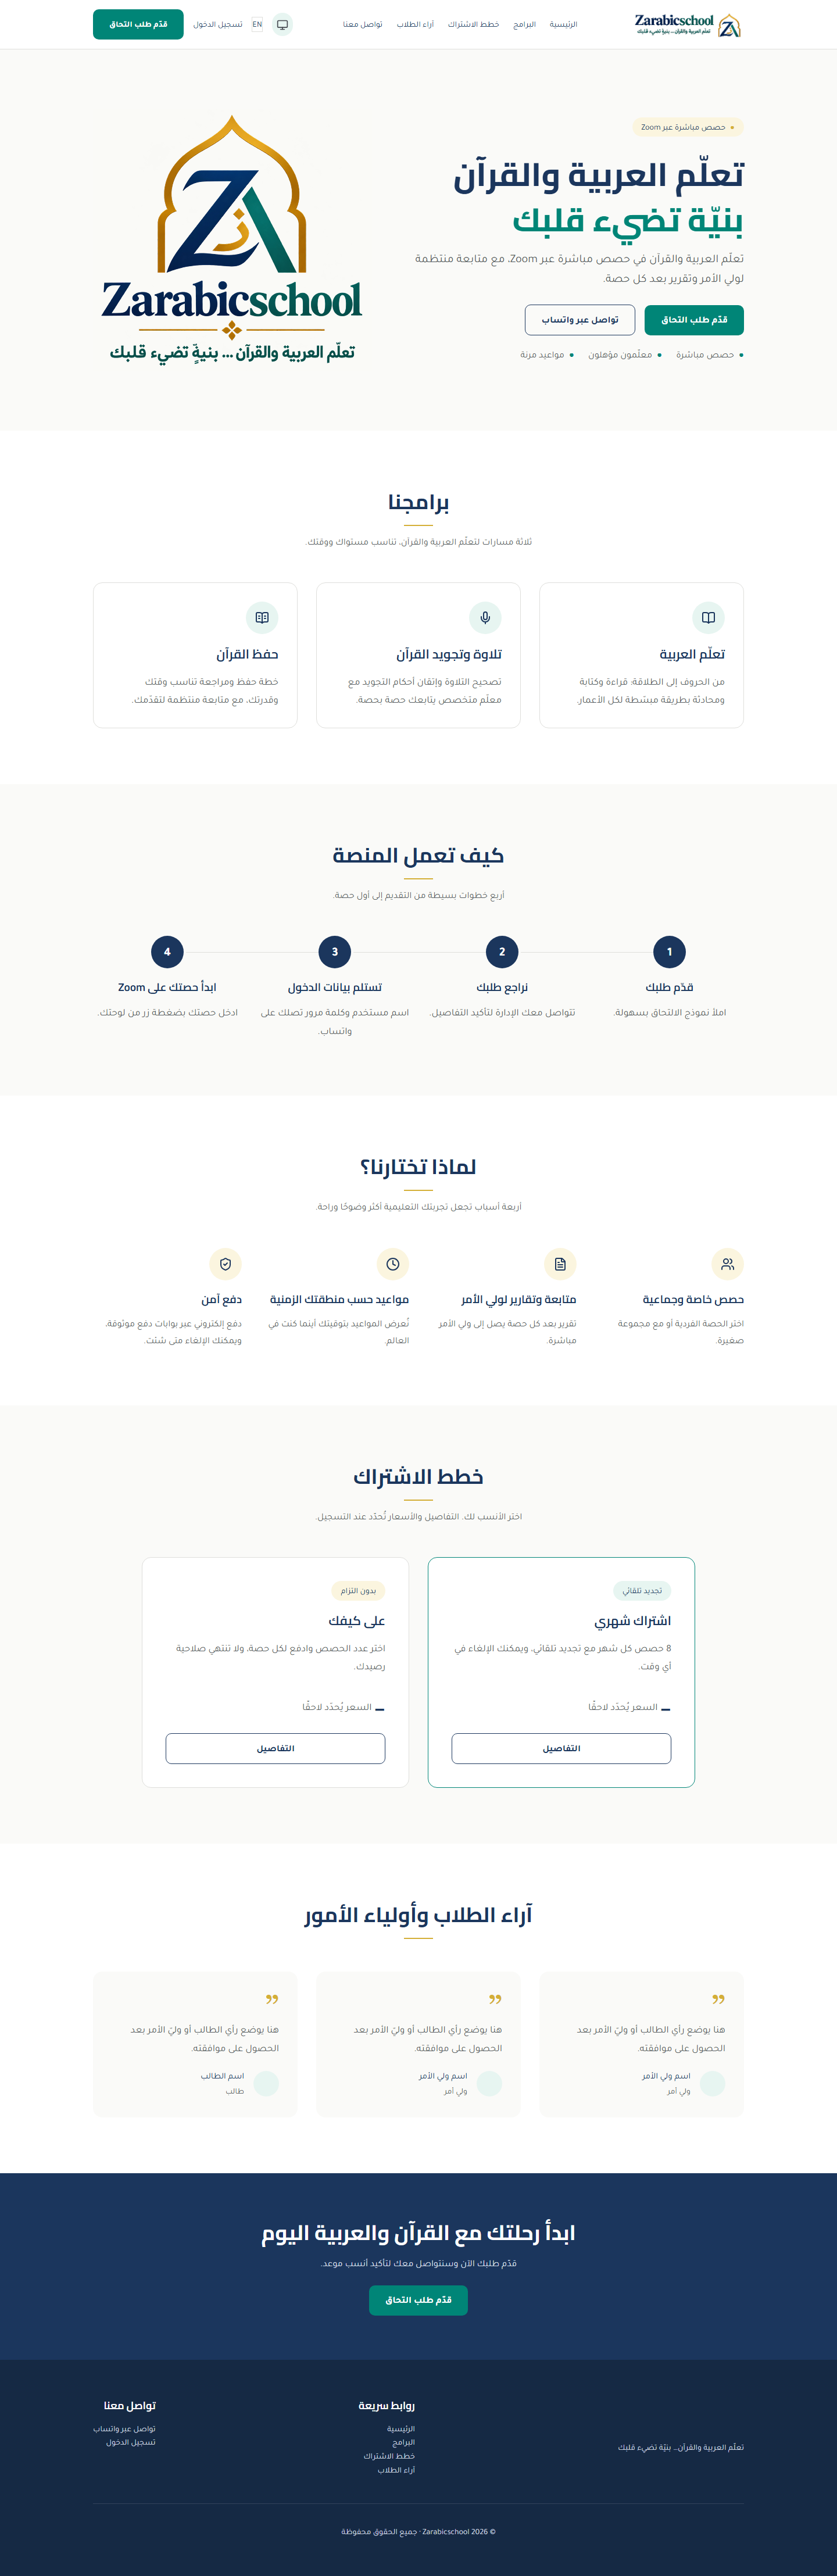 Zarabicschool
تعلّم العربية والقرآن ... بنيةٍ تضيء قلبك
الرئيسية
البرامج
خطط الاشتراك
آراء الطلاب
تواصل معنا
EN
تسجيل الدخول
قدّم طلب التحاق
حصص مباشرة عبر Zoom
تعلّم العربية والقرآن
بنيّة تضيء قلبك
تعلّم العربية والقرآن في حصص مباشرة عبر Zoom، مع متابعة منتظمة
لولي الأمر وتقرير بعد كل حصة.
قدّم طلب التحاق
تواصل عبر واتساب
حصص مباشرة
معلّمون مؤهلون
مواعيد مرنة
Zarabicschool
تعلّم العربية والقرآن ... بنيةٍ تضيء قلبك
برامجنا
ثلاثة مسارات لتعلّم العربية والقرآن، تناسب مستواك ووقتك.
تعلّم العربية
من الحروف إلى الطلاقة: قراءة وكتابة
ومحادثة بطريقة مبسّطة لكل الأعمار.
تلاوة وتجويد القرآن
تصحيح التلاوة وإتقان أحكام التجويد مع
معلّم متخصص يتابعك حصة بحصة.
حفظ القرآن
خطة حفظ ومراجعة تناسب وقتك
وقدرتك، مع متابعة منتظمة لتقدّمك.
كيف تعمل المنصة
أربع خطوات بسيطة من التقديم إلى أول حصة.
1
قدّم طلبك
املأ نموذج الالتحاق بسهولة.
2
نراجع طلبك
تتواصل معك الإدارة لتأكيد التفاصيل.
3
تستلم بيانات الدخول
اسم مستخدم وكلمة مرور تصلك على
واتساب.
4
ابدأ حصتك على Zoom
ادخل حصتك بضغطة زر من لوحتك.
لماذا تختارنا؟
أربعة أسباب تجعل تجربتك التعليمية أكثر وضوحًا وراحة.
حصص خاصة وجماعية
اختر الحصة الفردية أو مع مجموعة
صغيرة.
متابعة وتقارير لولي الأمر
تقرير بعد كل حصة يصل إلى ولي الأمر
مباشرة.
مواعيد حسب منطقتك الزمنية
تُعرض المواعيد بتوقيتك أينما كنت في
العالم.
دفع آمن
دفع إلكتروني عبر بوابات دفع موثوقة،
ويمكنك الإلغاء متى شئت.
خطط الاشتراك
اختر الأنسب لك. التفاصيل والأسعار تُحدّد عند التسجيل.
تجديد تلقائي
اشتراك شهري
8 حصص كل شهر مع تجديد تلقائي، ويمكنك الإلغاء في
أي وقت.
— السعر يُحدّد لاحقًا
التفاصيل
بدون التزام
على كيفك
اختر عدد الحصص وادفع لكل حصة، ولا تنتهي صلاحية
رصيدك.
— السعر يُحدّد لاحقًا
التفاصيل
آراء الطلاب وأولياء الأمور
”
هنا يوضع رأي الطالب أو وليّ الأمر بعد
الحصول على موافقته.
اسم ولي الأمر
ولي أمر
”
هنا يوضع رأي الطالب أو وليّ الأمر بعد
الحصول على موافقته.
اسم ولي الأمر
ولي أمر
”
هنا يوضع رأي الطالب أو وليّ الأمر بعد
الحصول على موافقته.
اسم الطالب
طالب
ابدأ رحلتك مع القرآن والعربية اليوم
قدّم طلبك الآن وسنتواصل معك لتأكيد أنسب موعد.
قدّم طلب التحاق
تعلّم العربية والقرآن... بنيّة تضيء قلبك
روابط سريعة
الرئيسية
البرامج
خطط الاشتراك
آراء الطلاب
تواصل معنا
تواصل عبر واتساب
تسجيل الدخول
© 2026 Zarabicschool · جميع الحقوق محفوظة